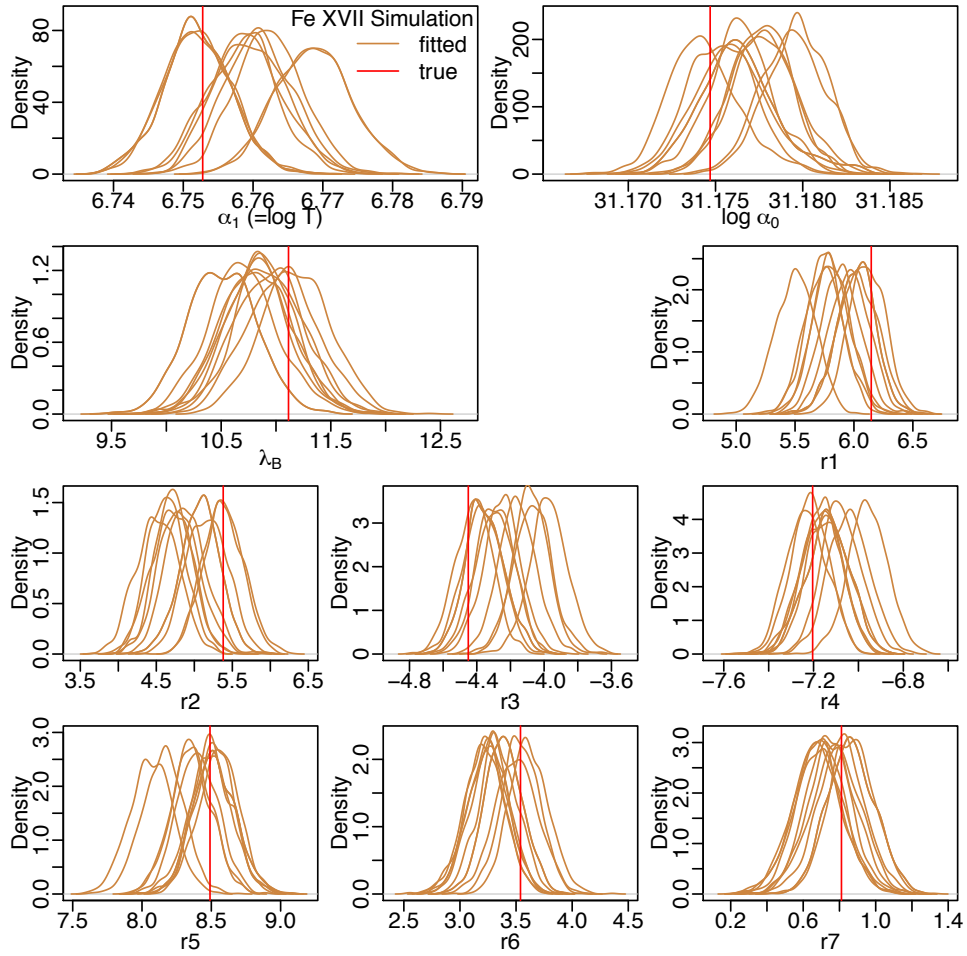 Fe XVII Simulation
fitted
true
Density
0 40 80
6.74 6.75 6.76 6.77 6.78 6.79
α1 (=log T)
Density
0 100 200
31.170 31.175 31.180 31.185
log α0
Density
0.0 0.6 1.2
9.5 10.5 11.5 12.5
λB
Density
0.0 1.0 2.0
5.0 5.5 6.0 6.5
r1
Density
0.0 0.5 1.0 1.5
3.5 4.5 5.5 6.5
r2
Density
0 1 2 3
−4.8 −4.4 −4.0 −3.6
r3
Density
0 1 2 3 4
−7.6 −7.2 −6.8
r4
Density
0.0 1.0 2.0 3.0
7.5 8.0 8.5 9.0
r5
Density
0.0 1.0 2.0
2.5 3.0 3.5 4.0 4.5
r6
Density
0.0 1.0 2.0 3.0
0.2 0.6 1.0 1.4
r7